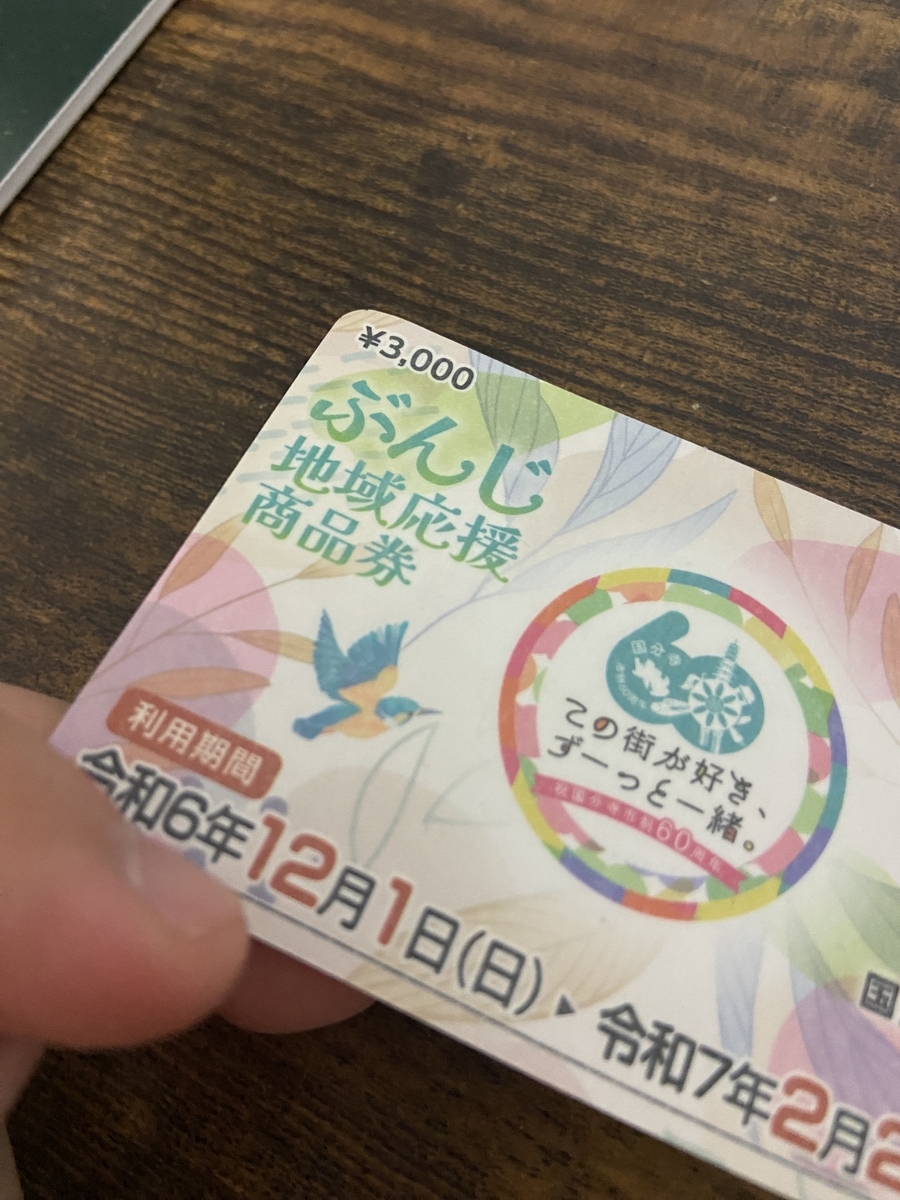 ¥3,000
ぶんじ
地域応援
商品券
国分寺
この街が好き、
ずーっと一緒。
祝国分寺市制60周年
利用期間
令和6年12月1日(日)▶令和7年2月2
国